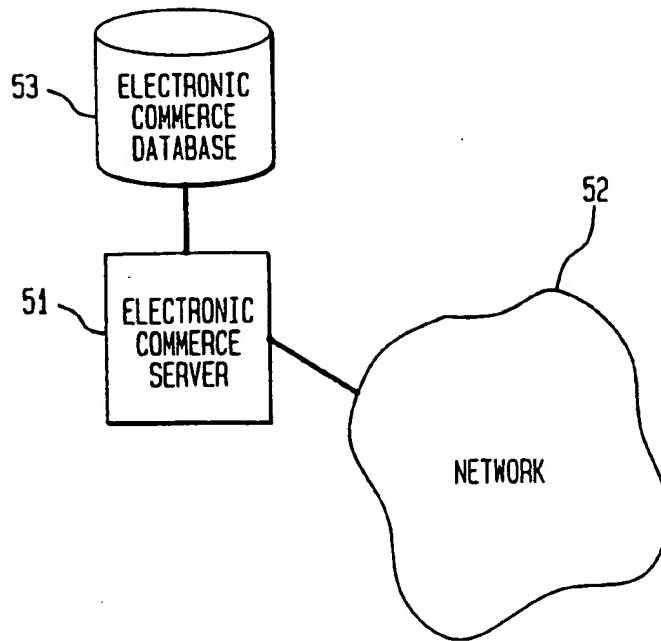 53
ELECTRONIC
COMMERCE
DATABASE
52
51
ELECTRONIC
COMMERCE
SERVER
NETWORK